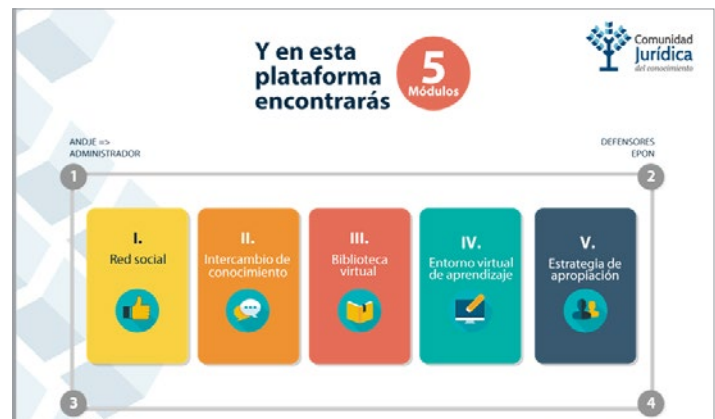 Y en esta
plataforma
encontrarás
5
Módulos
Comunidad
Jurídica
del conocimiento
ANDJE =>
ADMINISTRADOR
DEFENSORES
EPON
1
2
I.
Red social
II.
Intercambio de
conocimiento
III.
Biblioteca
virtual
IV.
Entorno virtual
de aprendizaje
V.
Estrategia de
apropiación
3
4